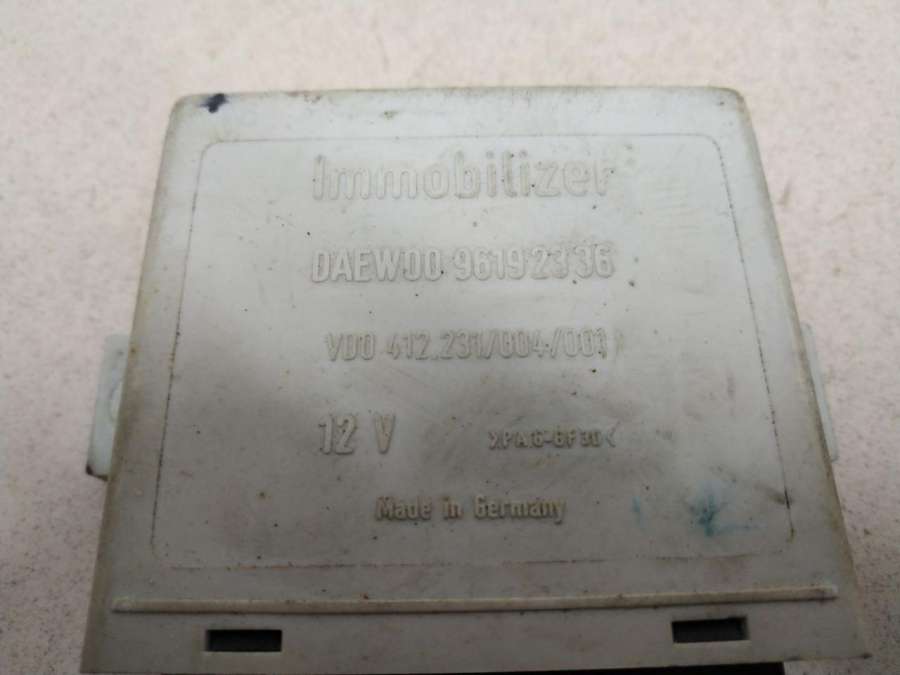 Immobilizer
DAEWOO 96192336
VDO 412.231/004/001
12 V >PA6-GF30<
Made in Germany